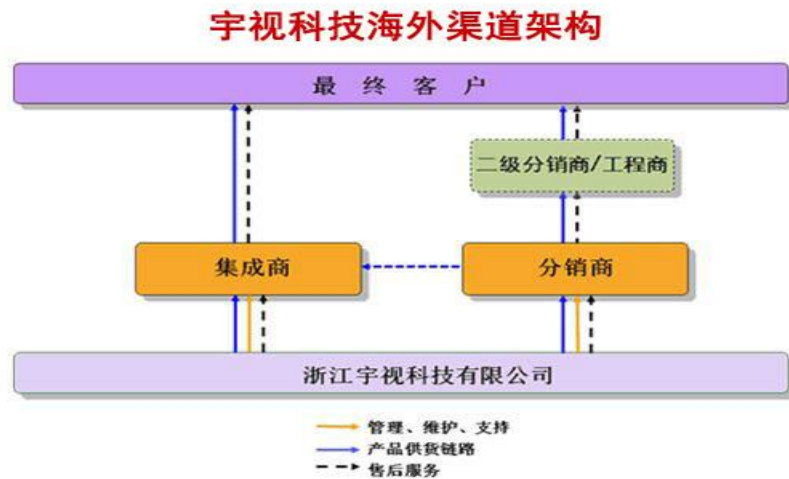 宇视科技海外渠道架构
最 终 客 户
二级分销商/工程商
集成商
分销商
浙江宇视科技有限公司
管理、维护、支持
产品供货链路
售后服务